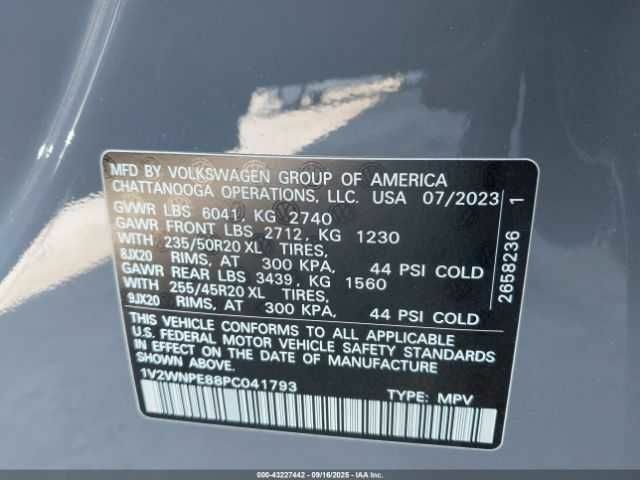 MFD BY VOLKSWAGEN GROUP OF AMERICA
CHATTANOOGA OPERATIONS, LLC. USA 07/2023
GVWR LBS 6041, KG 2740
GAWR FRONT LBS 2712, KG 1230
WITH 235/50R20 XL TIRES,
8JX20 RIMS, AT 300 KPA, 44 PSI COLD
GAWR REAR LBS 3439, KG 1560
WITH 255/45R20 XL TIRES,
9JX20 RIMS, AT 300 KPA, 44 PSI COLD
THIS VEHICLE CONFORMS TO ALL APPLICABLE
U.S. FEDERAL MOTOR VEHICLE SAFETY STANDARDS
IN EFFECT ON THE DATE OF MANUFACTURE
SHOWN ABOVE.
1V2WNPE88PC041793
TYPE: MPV
2658236 1
000-43227442 - 09/16/2025 - IAAI.COM